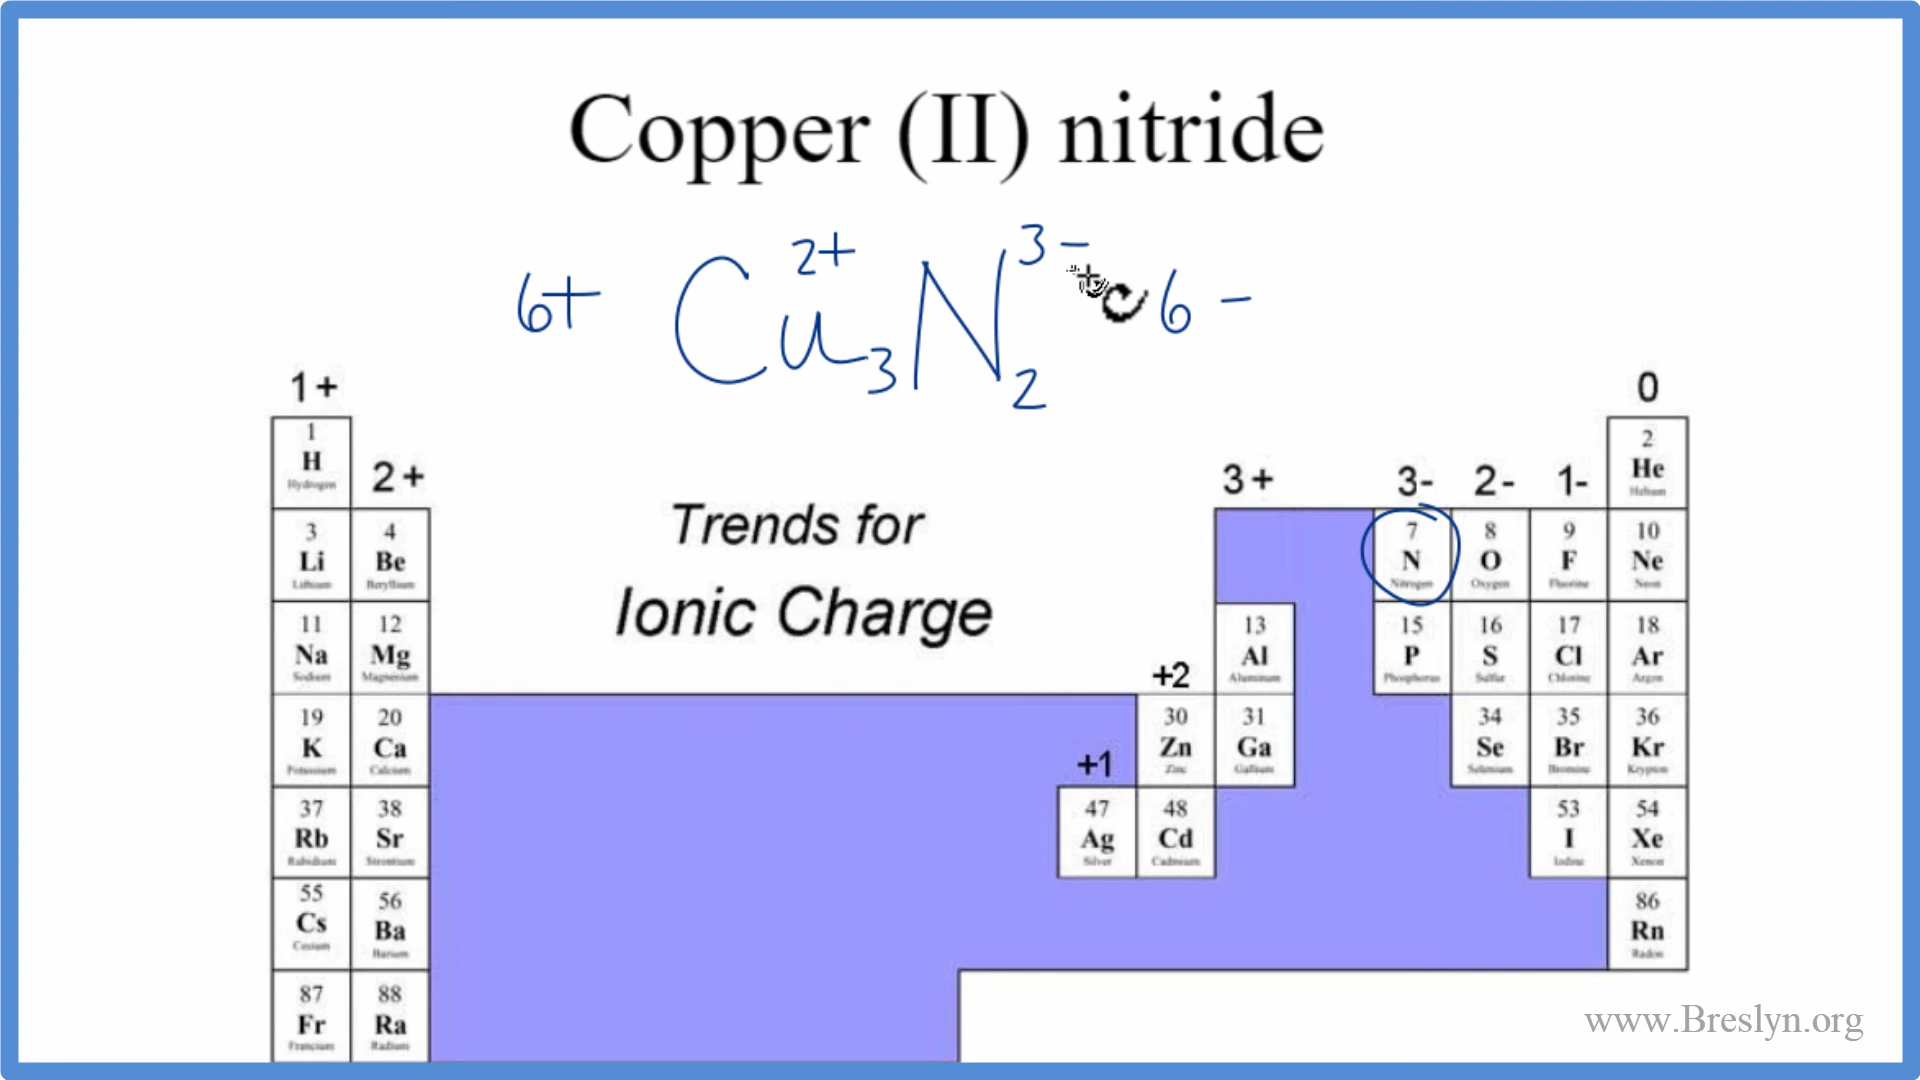 Copper (II) nitride
6+ Cu₃²⁺N₂³⁻ 6 -
1+ 0
1 H Hydrogen 2+ 3+ 3- 2- 1- 2 He Helium
3 Li Lithium 4 Be Beryllium Trends for 7 N Nitrogen 8 O Oxygen 9 F Fluorine 10 Ne Neon
Ionic Charge
11 Na Sodium 12 Mg Magnesium +2 13 Al Aluminum 15 P Phosphorus 16 S Sulfur 17 Cl Chlorine 18 Ar Argon
19 K Potassium 20 Ca Calcium +1 30 Zn Zinc 31 Ga Gallium 34 Se Selenium 35 Br Bromine 36 Kr Krypton
37 Rb Rubidium 38 Sr Strontium 47 Ag Silver 48 Cd Cadmium 53 I Iodine 54 Xe Xenon
55 Cs Cesium 56 Ba Barium 86 Rn Radon
87 Fr Francium 88 Ra Radium
www.Breslyn.org